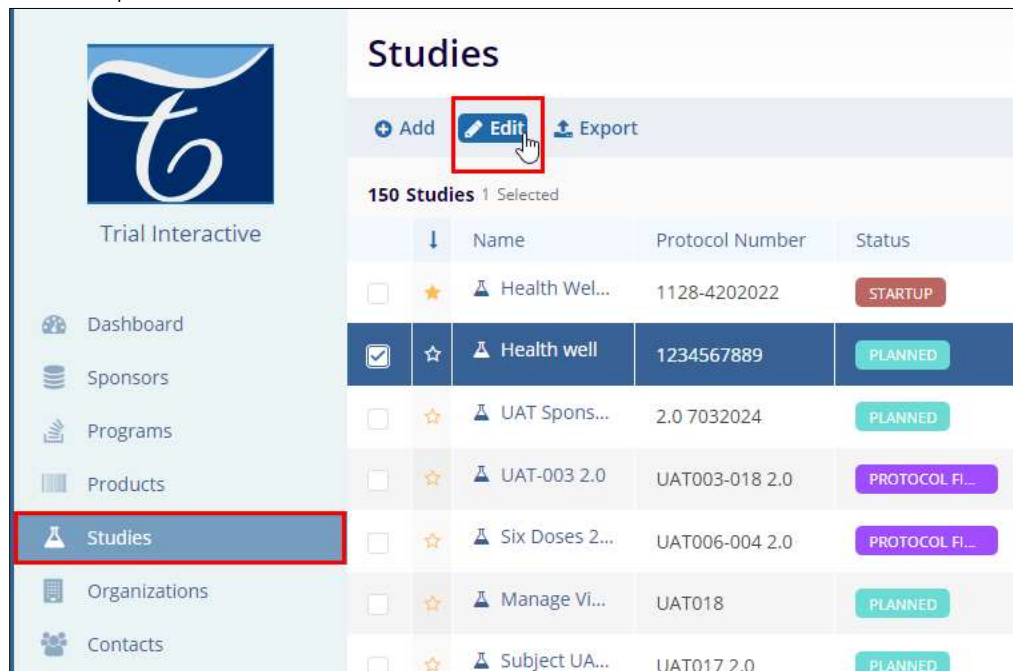 Studies
Add Edit Export
150 Studies 1 Selected
Name Protocol Number Status
Health Wel... 1128-4202022 STARTUP
Health well 1234567889 PLANNED
UAT Spons... 2.0 7032024 PLANNED
UAT-003 2.0 UAT003-018 2.0 PROTOCOL FI...
Six Doses 2... UAT006-004 2.0 PROTOCOL FI...
Manage Vi... UAT018 PLANNED
Subject UA... UAT017 2.0 PLANNED
Trial Interactive
Dashboard
Sponsors
Programs
Products
Studies
Organizations
Contacts